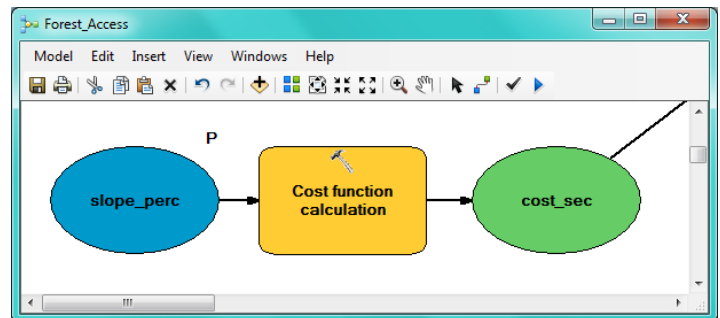 Forest_Access
Model Edit Insert View Windows Help
P
slope_perc
Cost function
calculation
cost_sec